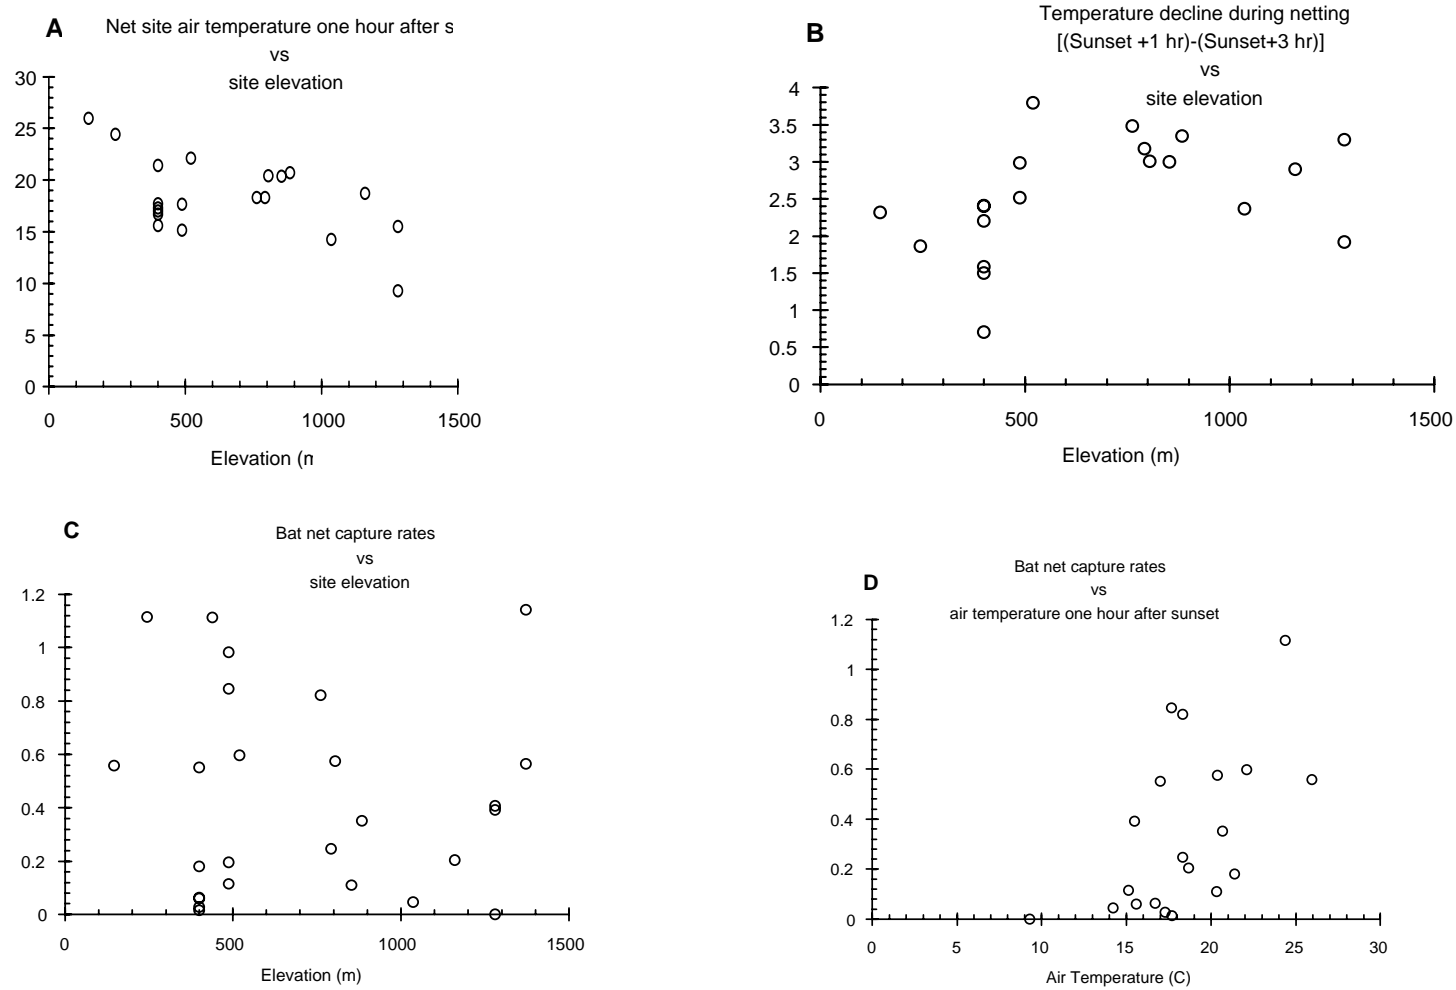 A
Net site air temperature one hour after s
vs
site elevation
30
25
20
15
10
5
0
0 500 1000 1500
Elevation (m
B
Temperature decline during netting
[(Sunset +1 hr)-(Sunset+3 hr)]
vs
site elevation
4
3.5
3
2.5
2
1.5
1
0.5
0
0 500 1000 1500
Elevation (m)
C
Bat net capture rates
vs
site elevation
1.2
1
0.8
0.6
0.4
0.2
0
0 500 1000 1500
Elevation (m)
D
Bat net capture rates
vs
air temperature one hour after sunset
1.2
1
0.8
0.6
0.4
0.2
0
0 5 10 15 20 25 30
Air Temperature (C)